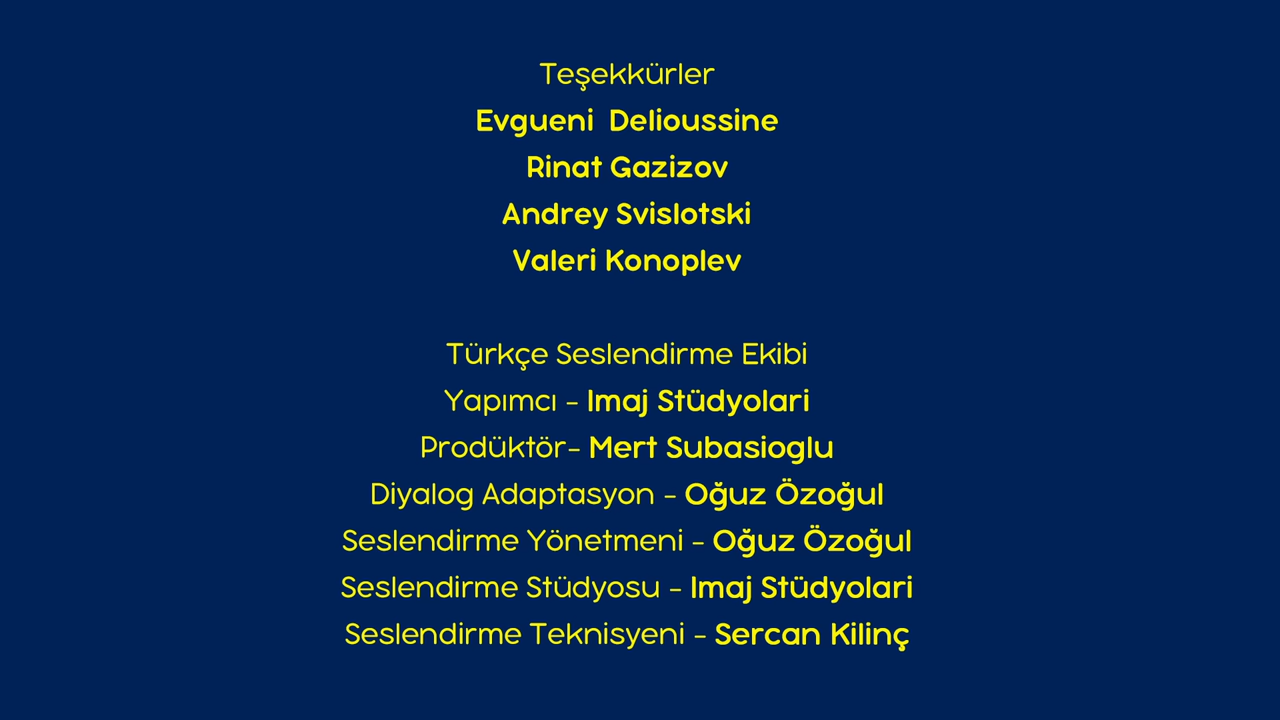 Teşekkürler
Evgueni Delioussine
Rinat Gazizov
Andrey Svislotski
Valeri Konoplev
Türkçe Seslendirme Ekibi
Yapımcı - Imaj Stüdyolari
Prodüktör- Mert Subasioglu
Diyalog Adaptasyon - Oğuz Özoğul
Seslendirme Yönetmeni - Oğuz Özoğul
Seslendirme Stüdyosu - Imaj Stüdyolari
Seslendirme Teknisyeni - Sercan Kilinç